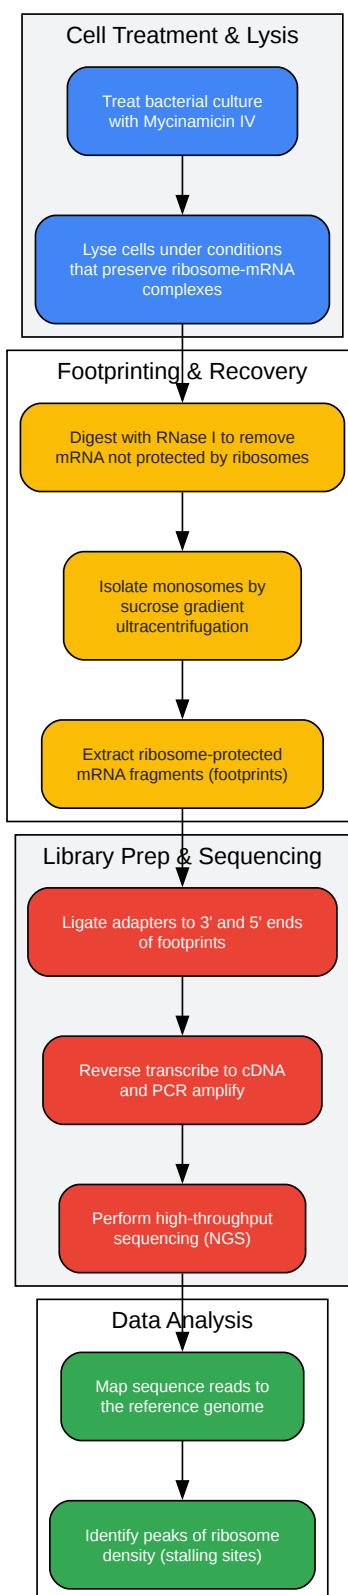 Cell Treatment & Lysis
Treat bacterial culture
with Mycinamicin IV
Lyse cells under conditions
that preserve ribosome-mRNA
complexes
Footprinting & Recovery
Digest with RNase I to remove
mRNA not protected by ribosomes
Isolate monosomes by
sucrose gradient
ultracentrifugation
Extract ribosome-protected
mRNA fragments (footprints)
Library Prep & Sequencing
Ligate adapters to 3' and 5' ends
of footprints
Reverse transcribe to cDNA
and PCR amplify
Perform high-throughput
sequencing (NGS)
Data Analysis
Map sequence reads to
the reference genome
Identify peaks of ribosome
density (stalling sites)